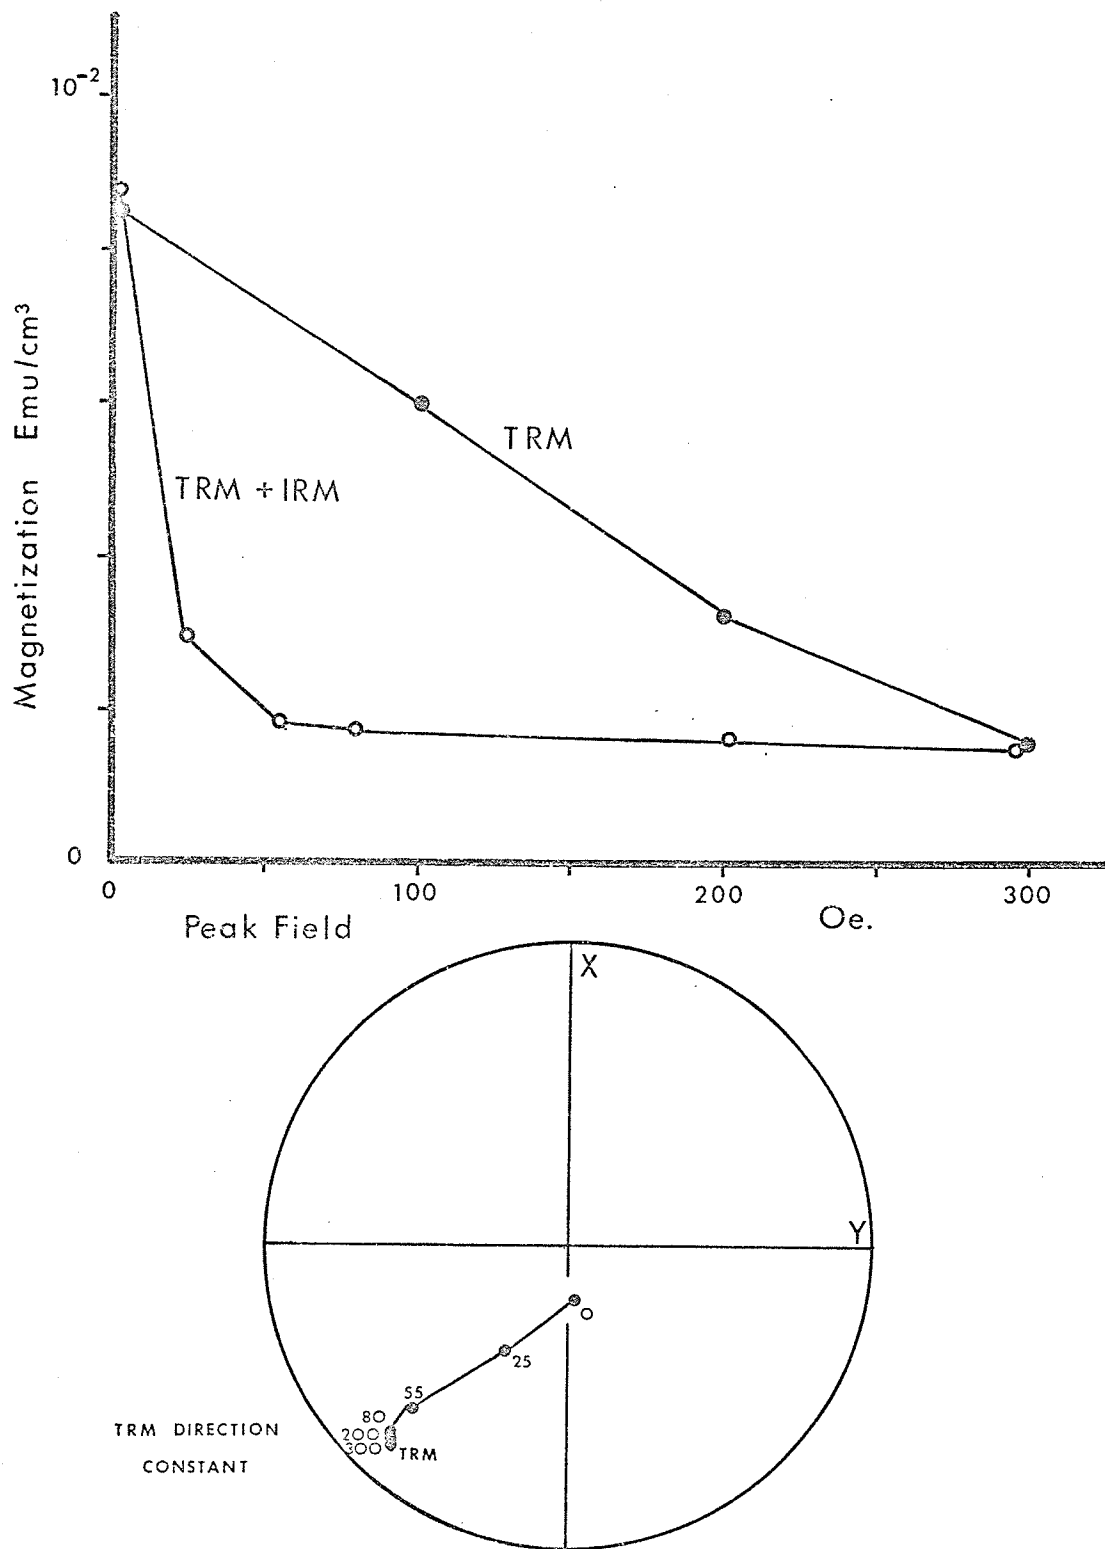 10⁻²
Magnetization Emu/cm³
TRM
TRM + IRM
0
0
100
200
300
Peak Field
Oe.
X
Y
0
25
55
80
200
300
TRM
TRM DIRECTION
CONSTANT